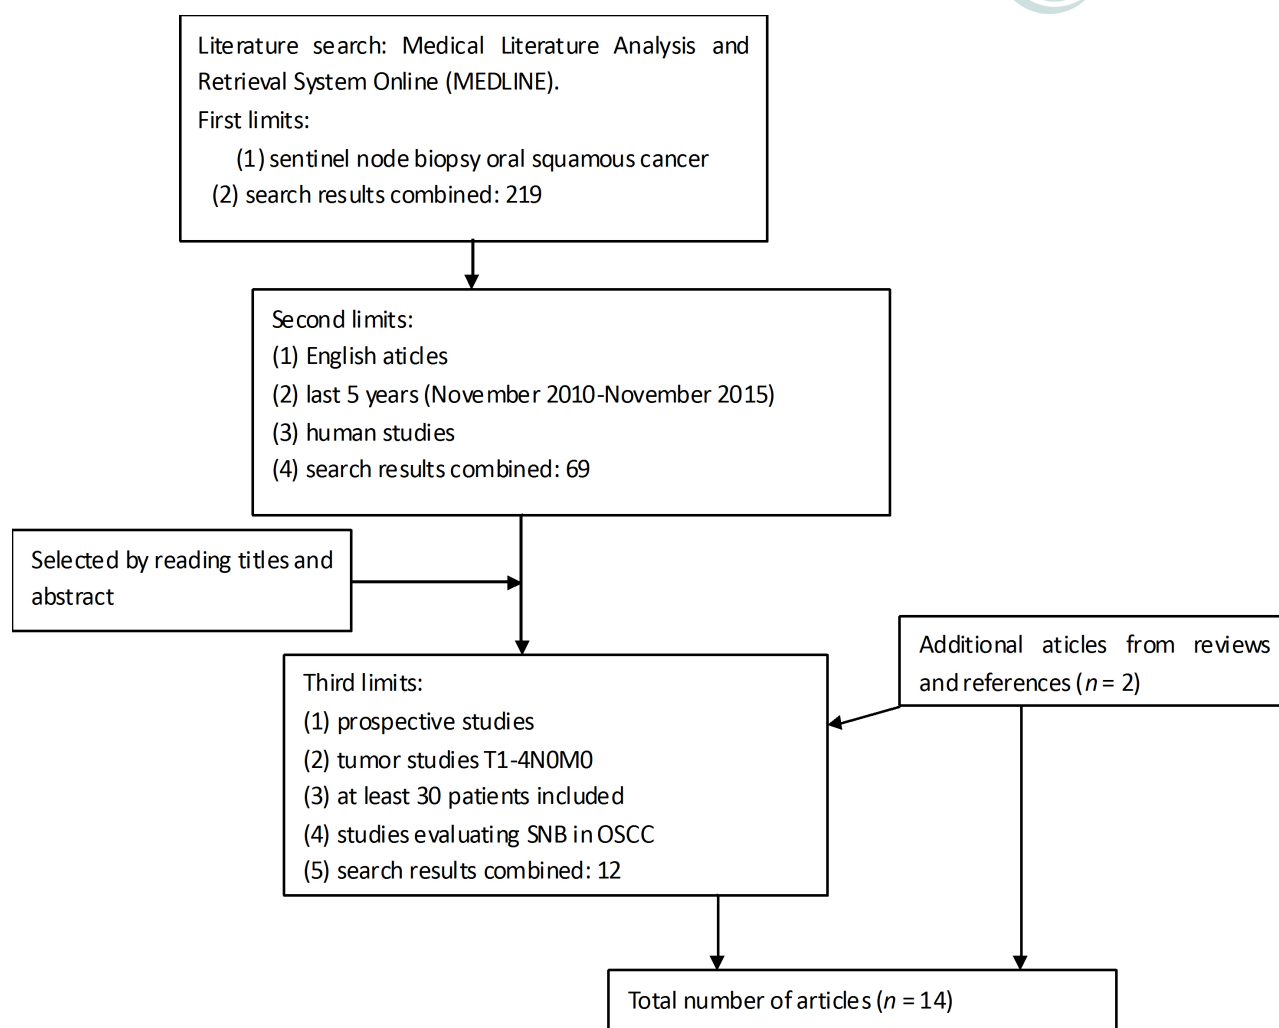 Literature search: Medical Literature Analysis and
Retrieval System Online (MEDLINE).
First limits:
(1) sentinel node biopsy oral squamous cancer
(2) search results combined: 219
Second limits:
(1) English aticles
(2) last 5 years (November 2010-November 2015)
(3) human studies
(4) search results combined: 69
Selected by reading titles and
abstract
Additional aticles from reviews
and references (n = 2)
Third limits:
(1) prospective studies
(2) tumor studies T1-4N0M0
(3) at least 30 patients included
(4) studies evaluating SNB in OSCC
(5) search results combined: 12
Total number of articles (n = 14)